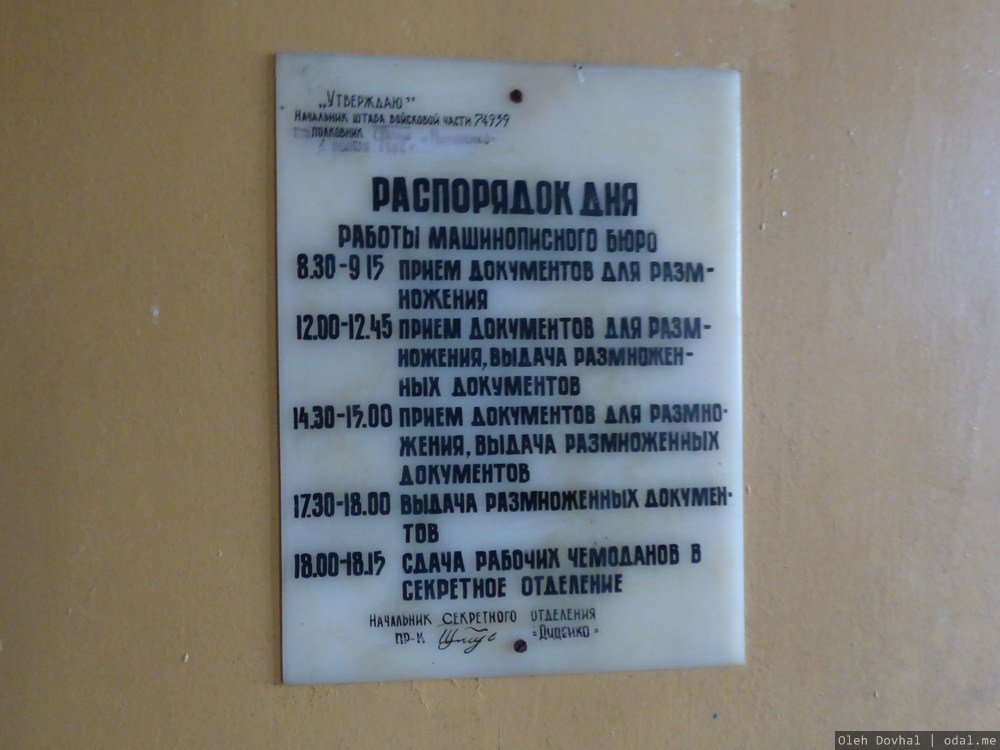 „Утверждаю"
Начальник штаба войсковой части 74939
полковник
РАСПОРЯДОК ДНЯ
РАБОТЫ МАШИНОПИСНОГО БЮРО
8.30-9 15 ПРИЕМ ДОКУМЕНТОВ ДЛЯ РАЗМ-
НОЖЕНИЯ
12.00-12.45 ПРИЕМ ДОКУМЕНТОВ ДЛЯ РАЗМ-
НОЖЕНИЯ, ВЫДАЧА РАЗМНОЖЕН-
НЫХ ДОКУМЕНТОВ
14.30-15.00 ПРИЕМ ДОКУМЕНТОВ ДЛЯ РАЗМНО-
ЖЕНИЯ, ВЫДАЧА РАЗМНОЖЕННЫХ
ДОКУМЕНТОВ
17.30-18.00 ВЫДАЧА РАЗМНОЖЕННЫХ ДОКУМЕН-
ТОВ
18.00-18.15 СДАЧА РАБОЧИХ ЧЕМОДАНОВ В
СЕКРЕТНОЕ ОТДЕЛЕНИЕ
Начальник секретного отделения
пр-к =Диденко=
Oleh Dovhal | odal.me